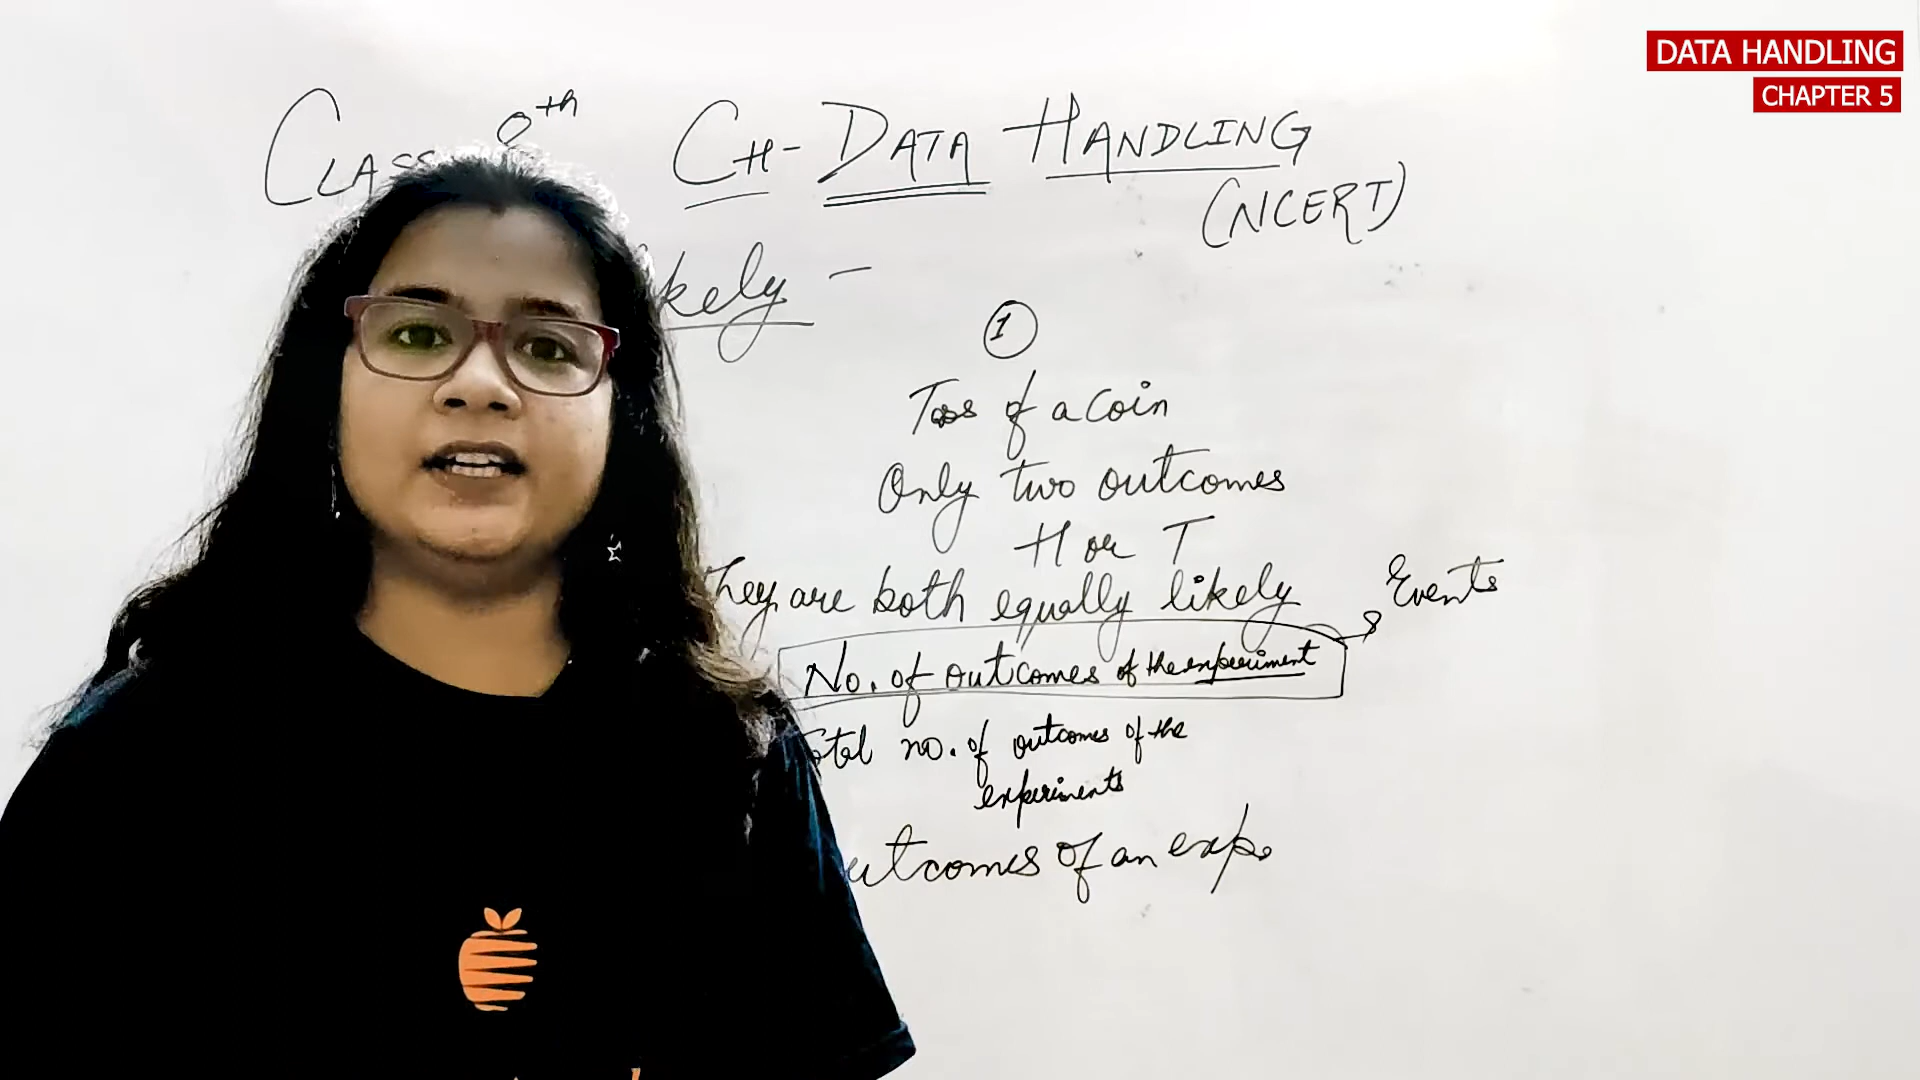 DATA HANDLING
CHAPTER 5
CLASS 8th CH- DATA HANDLING
(NCERT)
kely -
1
Toss of a Coin
Only two outcomes
H or T
They are both equally likely
Events
No. of outcomes of the experiment
Total no. of outcomes of the
experiments
utcomes of an exp.